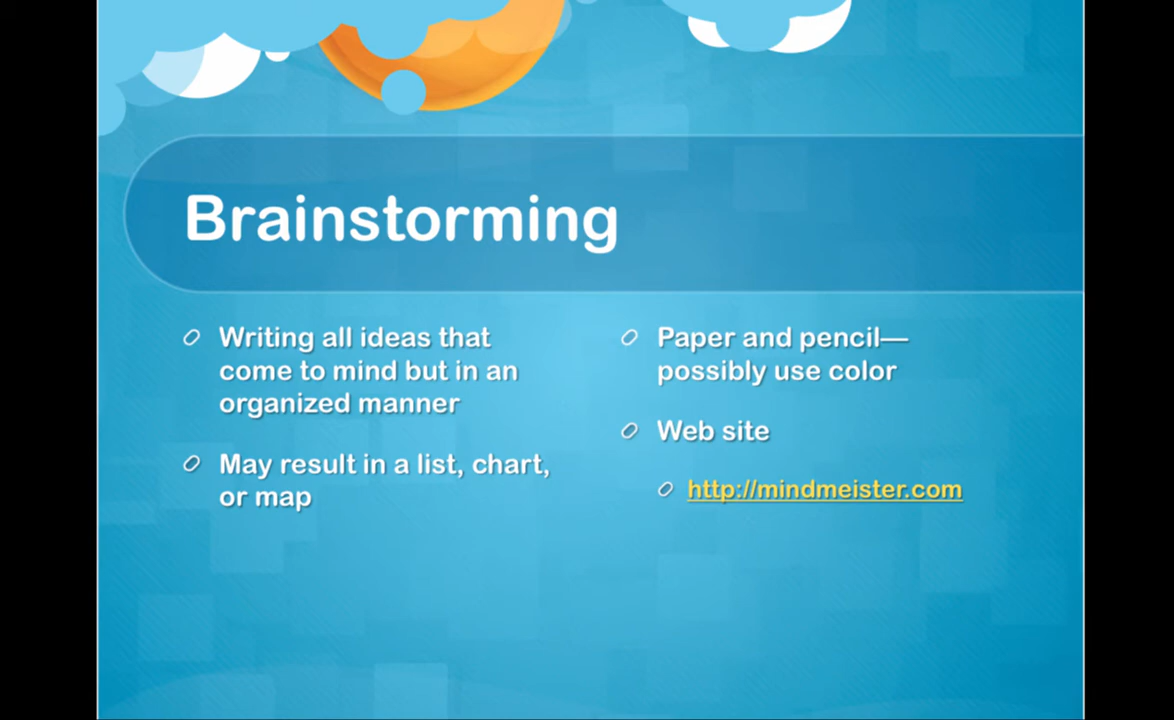 Brainstorming
Writing all ideas that
come to mind but in an
organized manner
May result in a list, chart,
or map
Paper and pencil—
possibly use color
Web site
http://mindmeister.com